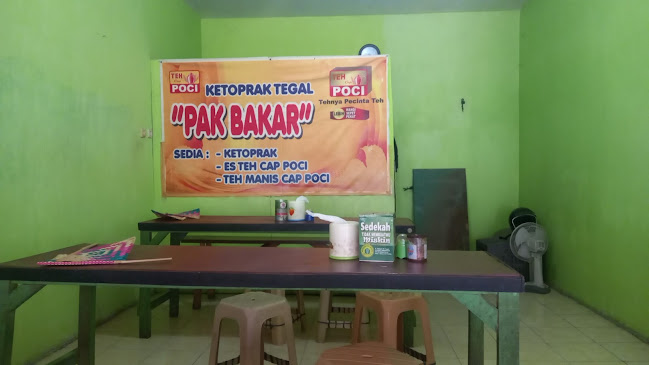 TEH
POCI
KETOPRAK TEGAL
"PAK BAKAR"
SEDIA : - KETOPRAK
- ES TEH CAP POCI
- TEH MANIS CAP POCI
TEH
POCI
Tehnya Pecinta Teh
Sedekah